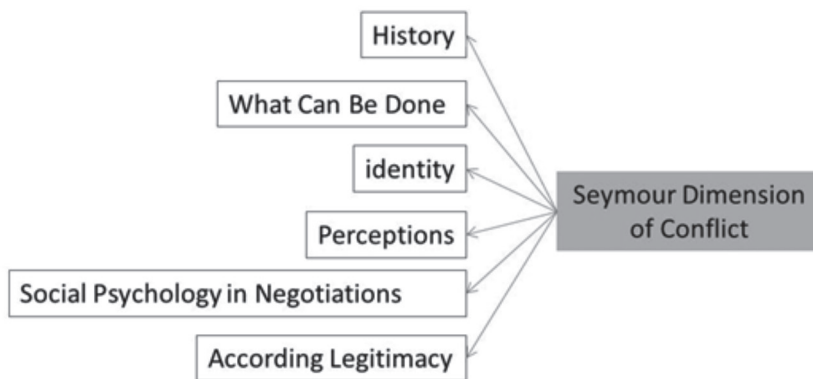 History
What Can Be Done
identity
Perceptions
Social Psychology in Negotiations
According Legitimacy
Seymour Dimension
of Conflict